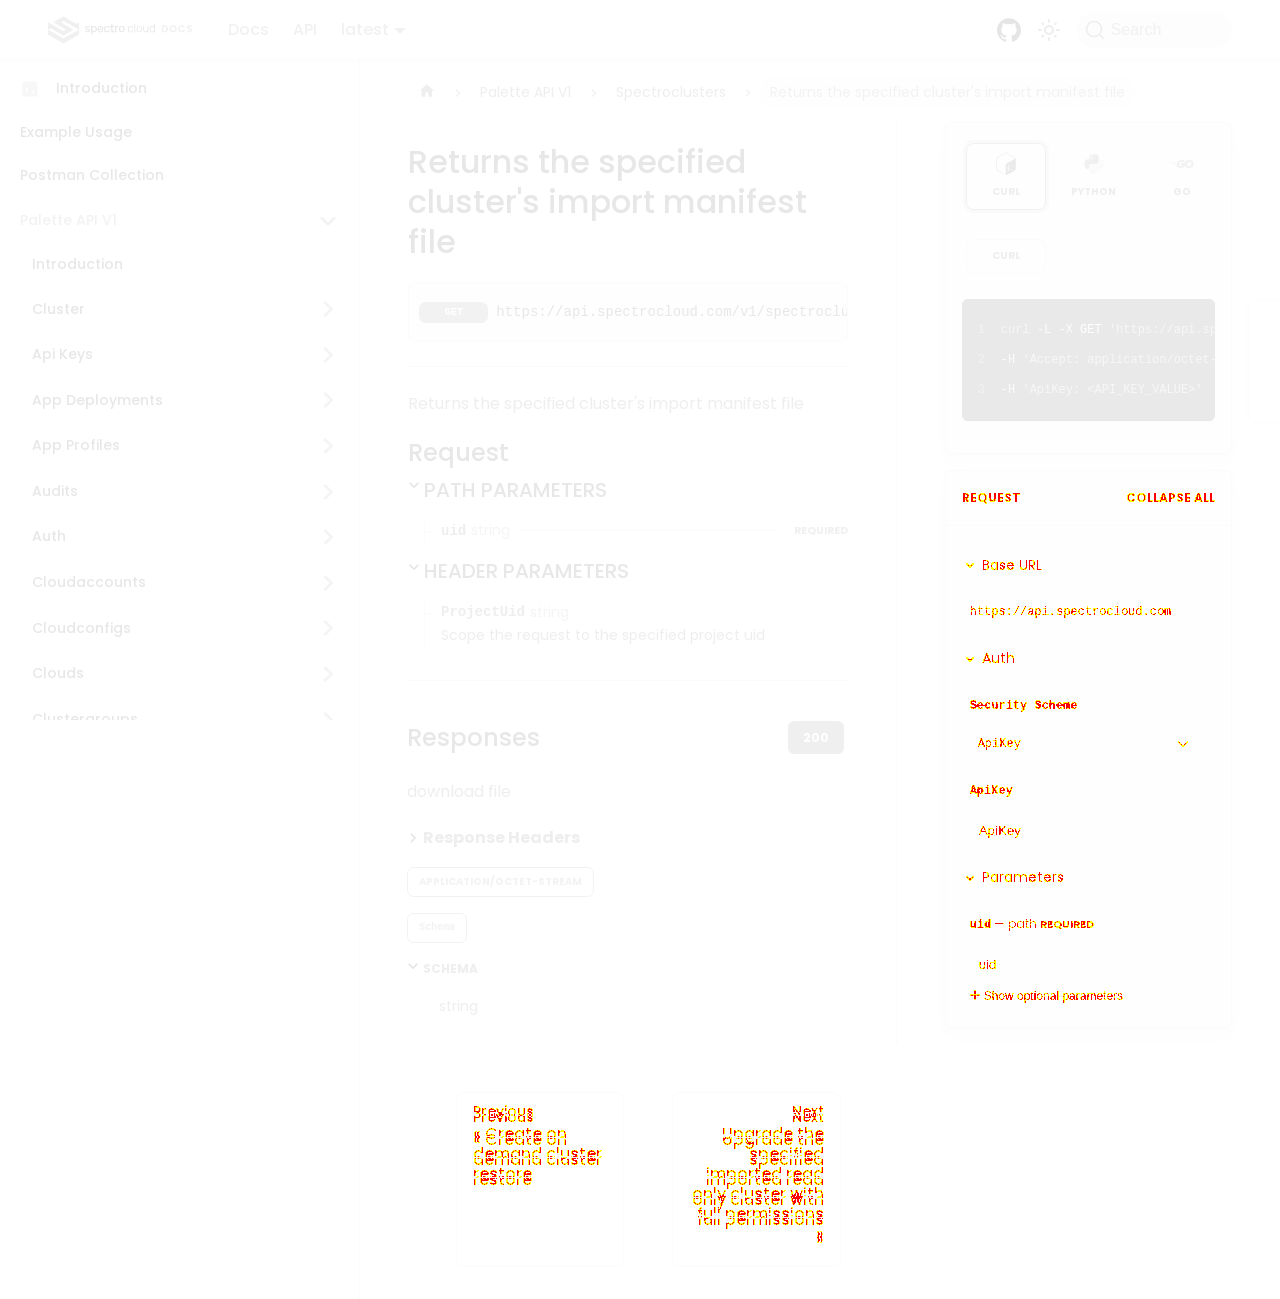 spectro cloud DOCS
Docs
API
latest
Search
Introduction
Example Usage
Postman Collection
Palette API V1
Introduction
Cluster
Api Keys
App Deployments
App Profiles
Audits
Auth
Cloudaccounts
Cloudconfigs
Clouds
Clustergroups
Palette API V1
Spectroclusters
Returns the specified cluster's import manifest file
Returns the specified
cluster's import manifest
file
GET https://api.spectrocloud.com/v1/spectroclu
Returns the specified cluster's import manifest file
Request
PATH PARAMETERS
uid string REQUIRED
HEADER PARAMETERS
ProjectUid string
Scope the request to the specified project uid
Responses
200
download file
Response Headers
APPLICATION/OCTET-STREAM
Schema
SCHEMA
string
CURL
PYTHON
GO
CURL
1 curl -L -X GET 'https://api.sp
2 -H 'Accept: application/octet-
3 -H 'ApiKey: <API_KEY_VALUE>'
REQUEST
COLLAPSE ALL
Base URL
https://api.spectrocloud.com
Auth
Security Scheme
ApiKey
ApiKey
ApiKey
Parameters
uid — path REQUIRED
uid
Show optional parameters
Previous
« Create on
demand cluster
restore
Next
Upgrade the
specified
imported read
only cluster with
full permissions
»